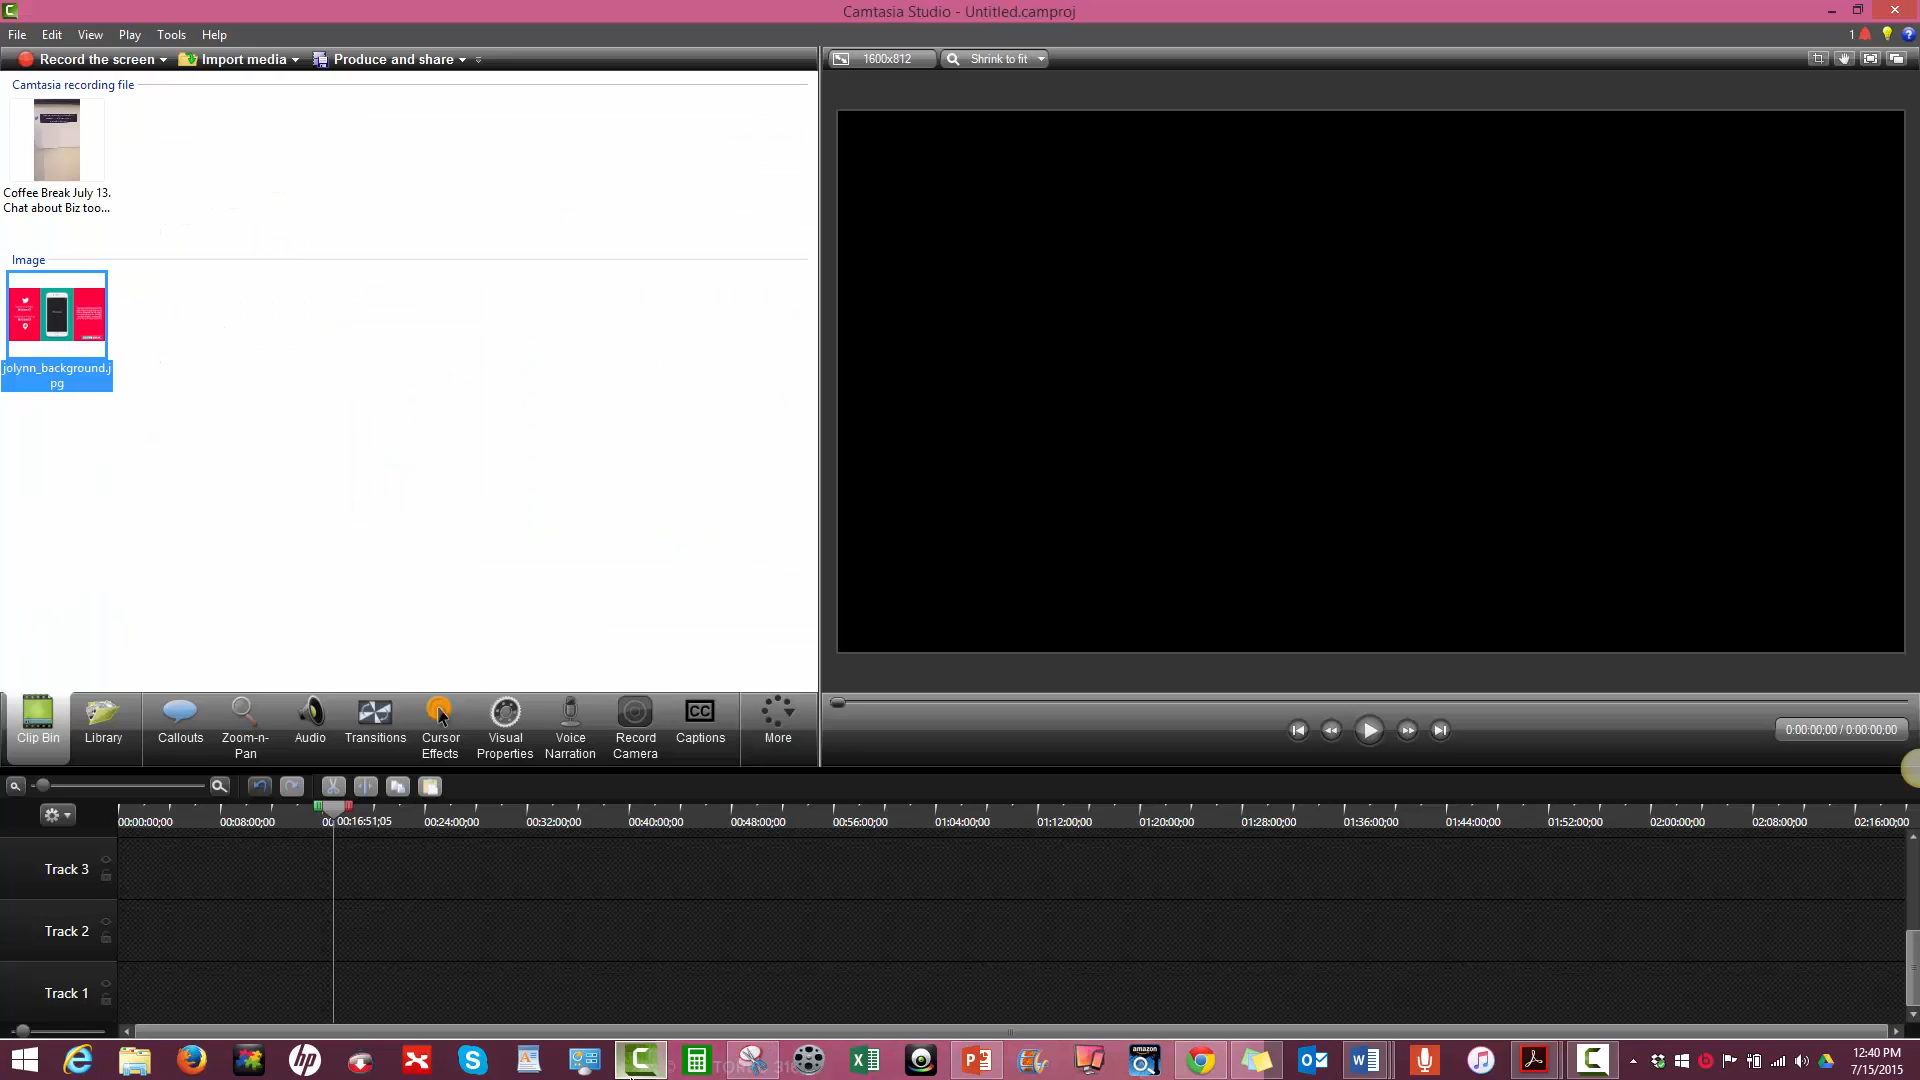 Camtasia Studio - Untitled.camproj
File Edit View Play Tools Help
1
Record the screen Import media Produce and share
1600x812 Shrink to fit
Camtasia recording file
Coffee Break July 13.
Chat about Biz too...
Image
jolynn_background.j
pg
Clip Bin Library Callouts Zoom-n-
Pan Audio Transitions Cursor
Effects Visual
Properties Voice
Narration Record
Camera CC
Captions More
0:00:00;00 / 0:00:00;00
00:00:00;00 00:08:00;00 00:16:51;05 00:24:00;00 00:32:00;00 00:40:00;00 00:48:00;00 00:56:00;00 01:04:00;00 01:12:00;00 01:20:00;00 01:28:00;00 01:36:00;00 01:44:00;00 01:52:00;00 02:00:00;00 02:08:00;00 02:16:00;00
Track 3
Track 2
Track 1
hp
amazon
12:40 PM
7/15/2015